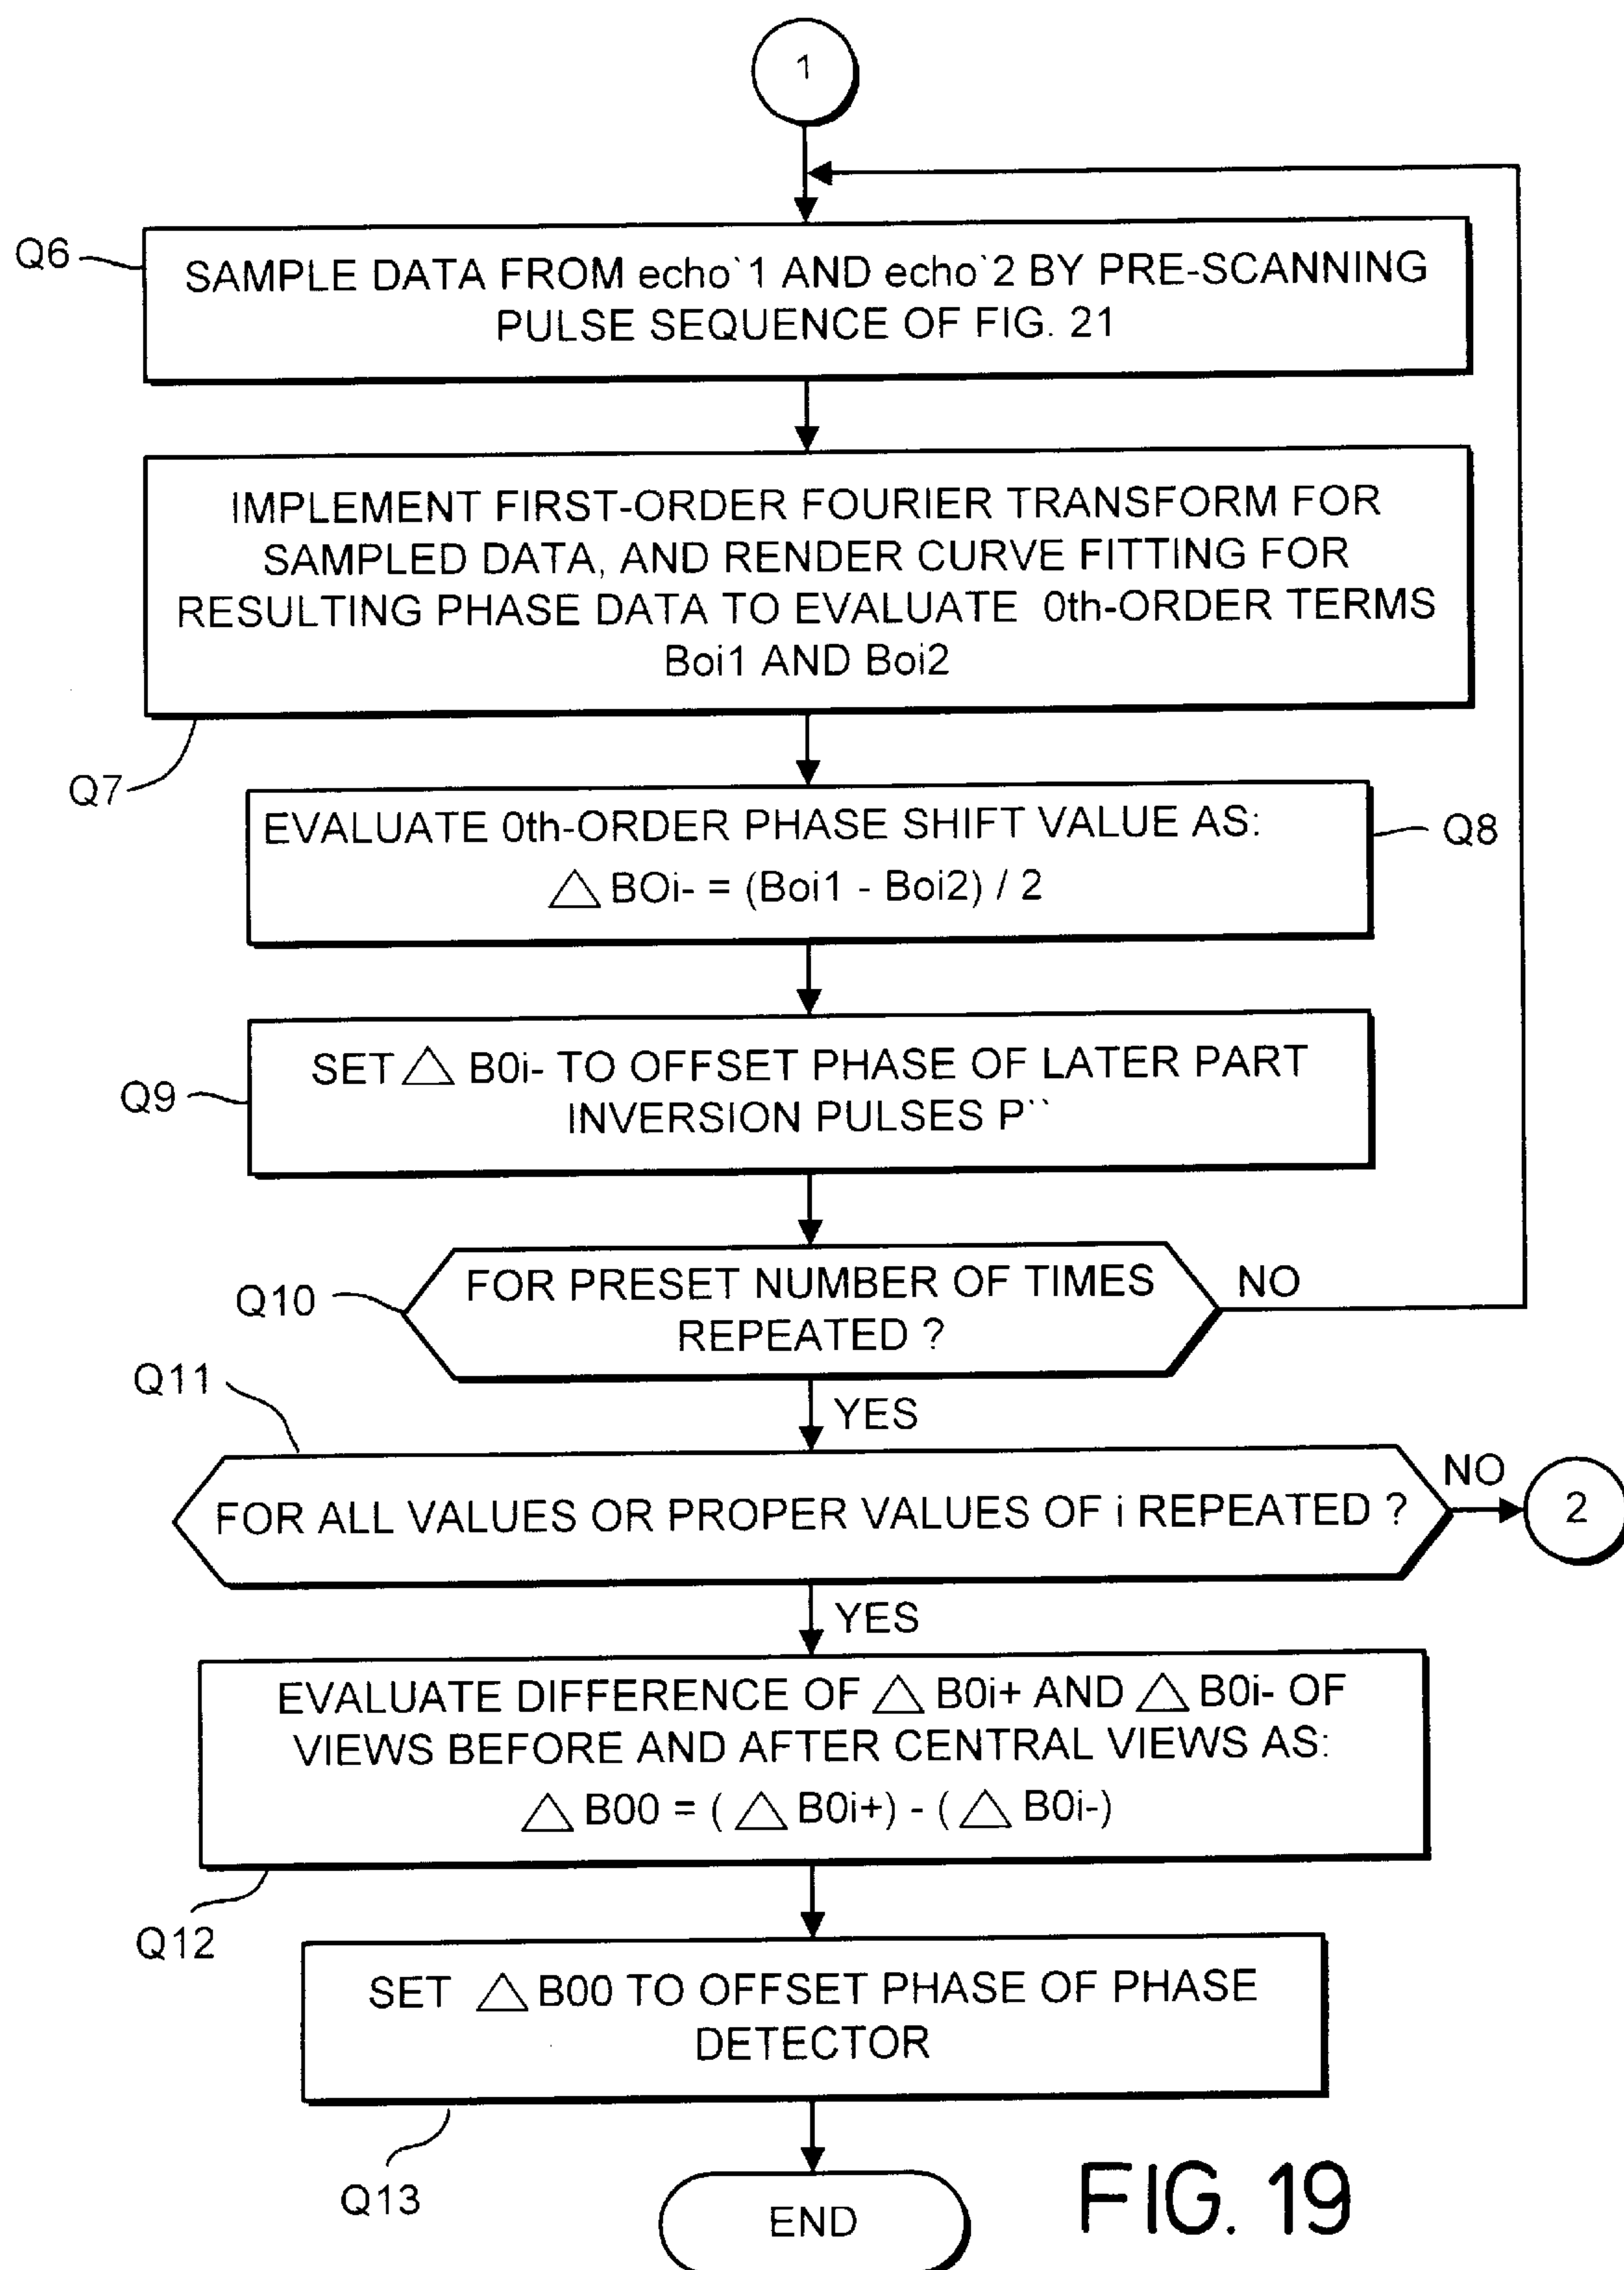 1
Q6
SAMPLE DATA FROM echo`1 AND echo`2 BY PRE-SCANNING
PULSE SEQUENCE OF FIG. 21
IMPLEMENT FIRST-ORDER FOURIER TRANSFORM FOR
SAMPLED DATA, AND RENDER CURVE FITTING FOR
RESULTING PHASE DATA TO EVALUATE 0th-ORDER TERMS
Boi1 AND Boi2
Q7
EVALUATE 0th-ORDER PHASE SHIFT VALUE AS:
△ BOi- = (Boi1 - Boi2) / 2
Q8
SET △ B0i- TO OFFSET PHASE OF LATER PART
INVERSION PULSES P``
Q9
Q10
FOR PRESET NUMBER OF TIMES
REPEATED ?
NO
YES
Q11
FOR ALL VALUES OR PROPER VALUES OF i REPEATED ?
NO
2
YES
EVALUATE DIFFERENCE OF △ B0i+ AND △ B0i- OF
VIEWS BEFORE AND AFTER CENTRAL VIEWS AS:
△ B00 = ( △ B0i+) - ( △ B0i-)
Q12
SET △ B00 TO OFFSET PHASE OF PHASE
DETECTOR
Q13
END
FIG. 19